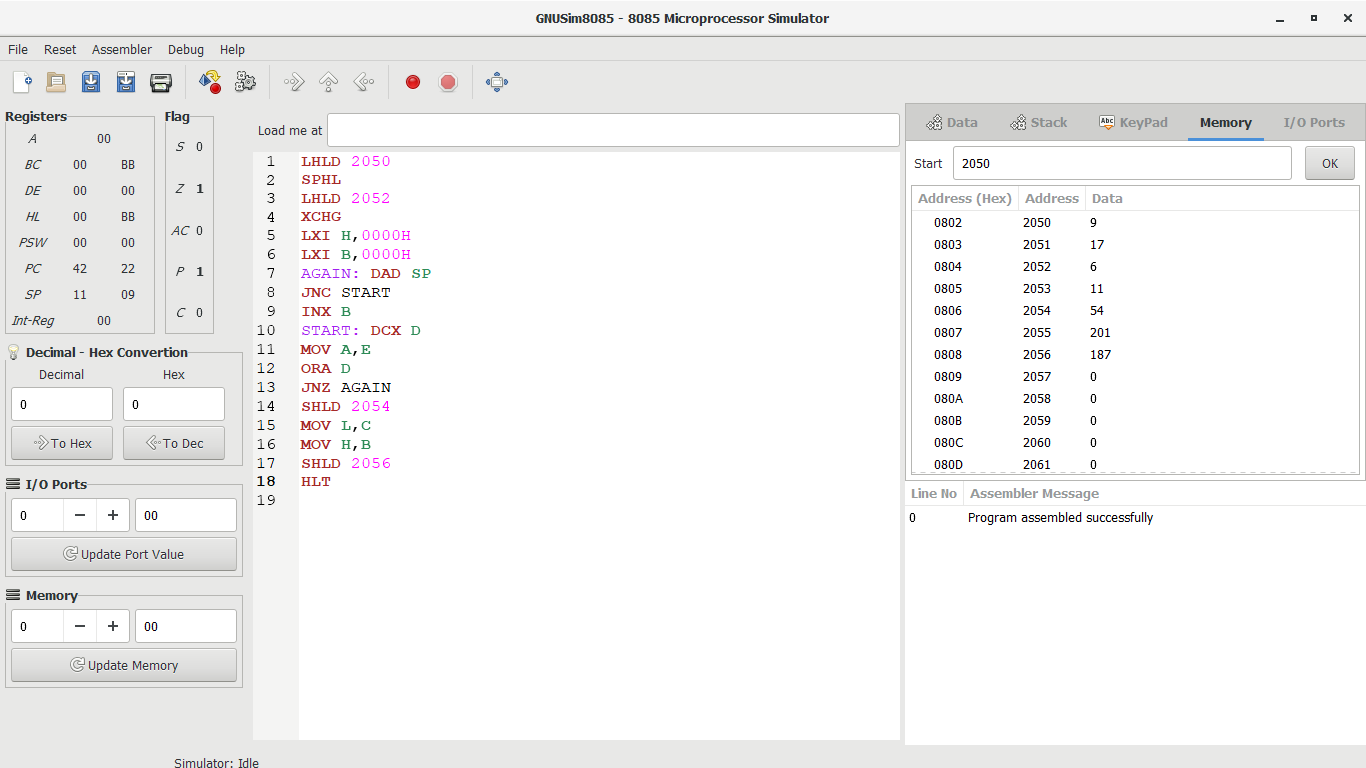 GNUSim8085 - 8085 Microprocessor Simulator
File Reset Assembler Debug Help
Registers
A 00
BC 00 BB
DE 00 00
HL 00 BB
PSW 00 00
PC 42 22
SP 11 09
Int-Reg 00
Flag
S 0
Z 1
AC 0
P 1
C 0
Decimal - Hex Convertion
Decimal Hex
0 0
To Hex To Dec
I/O Ports
0 − + 00
Update Port Value
Memory
0 − + 00
Update Memory
Load me at
1 LHLD 2050
2 SPHL
3 LHLD 2052
4 XCHG
5 LXI H,0000H
6 LXI B,0000H
7 AGAIN: DAD SP
8 JNC START
9 INX B
10 START: DCX D
11 MOV A,E
12 ORA D
13 JNZ AGAIN
14 SHLD 2054
15 MOV L,C
16 MOV H,B
17 SHLD 2056
18 HLT
19
Data Stack Abc KeyPad Memory I/O Ports
Start 2050 OK
Address (Hex) Address Data
0802 2050 9
0803 2051 17
0804 2052 6
0805 2053 11
0806 2054 54
0807 2055 201
0808 2056 187
0809 2057 0
080A 2058 0
080B 2059 0
080C 2060 0
080D 2061 0
Line No Assembler Message
0 Program assembled successfully
Simulator: Idle